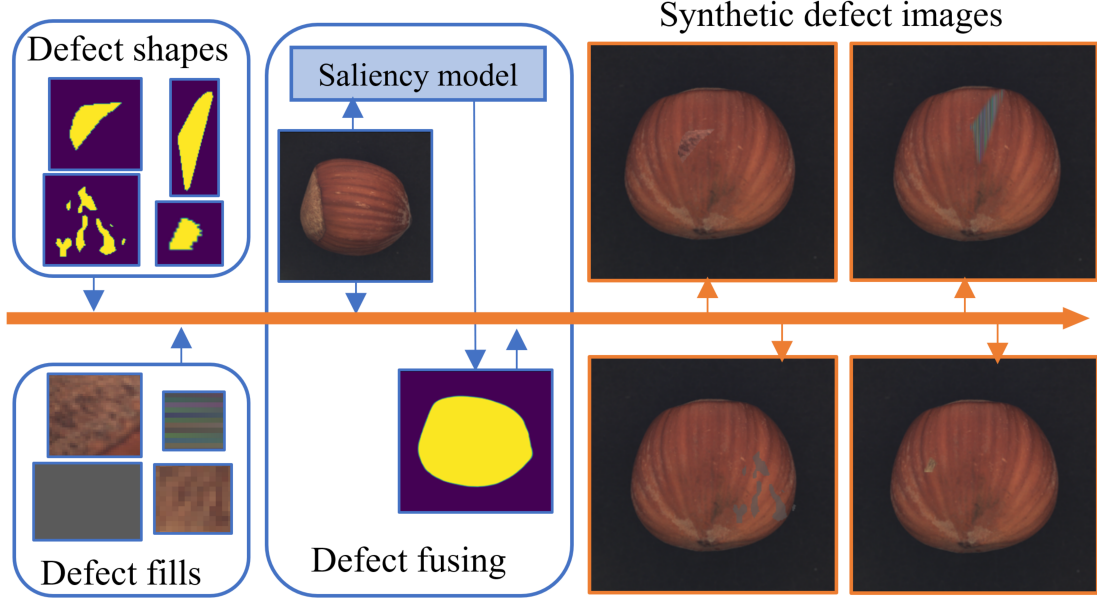 Defect shapes
Saliency model
Synthetic defect images
Defect fills
Defect fusing